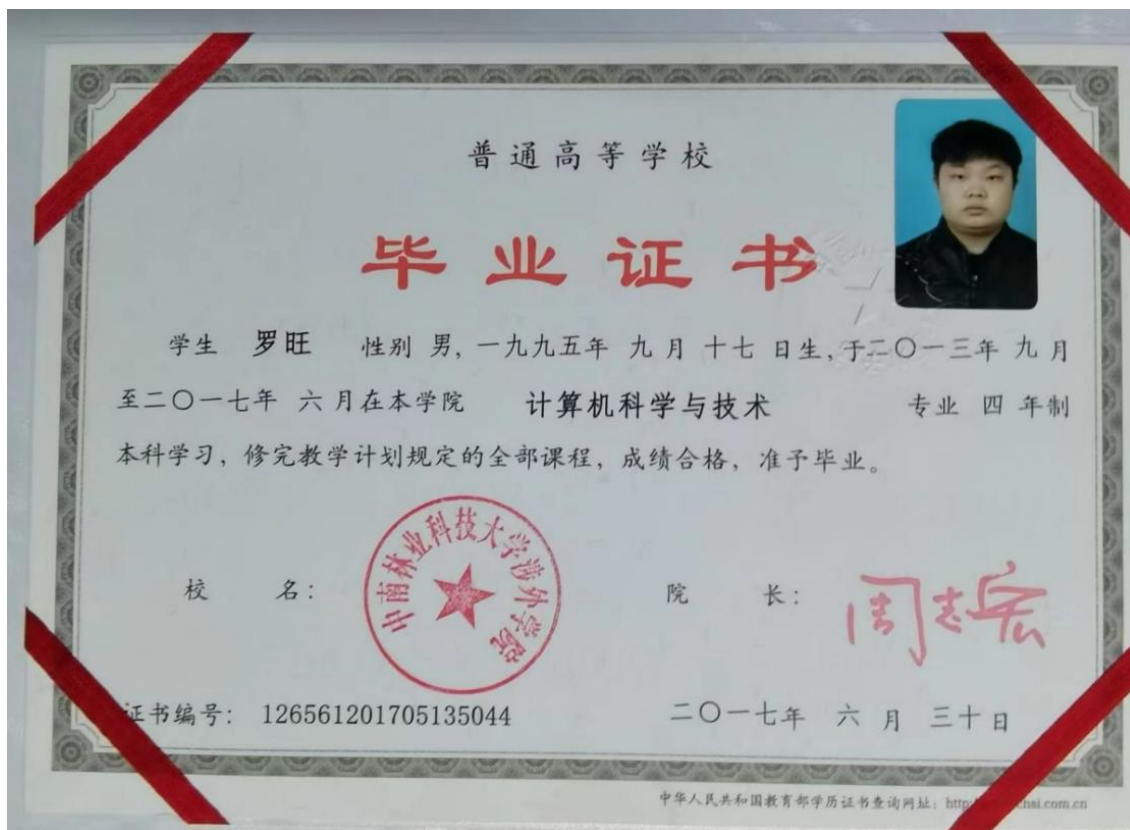 普通高等学校
毕业证书
学生 罗旺 性别 男, 一九九五年 九月 十七 日生, 于二〇一三年 九月
至二〇一七年 六月在本学院 计算机科学与技术 专业 四 年制
本科学习, 修完教学计划规定的全部课程, 成绩合格, 准予毕业。
校 名: 中南林业科技大学涉外学院
院 长: 周志宏
证书编号: 126561201705135044
二〇一七年 六月 三十日
中华人民共和国教育部学历证书查询网址: http chsi.com.cn